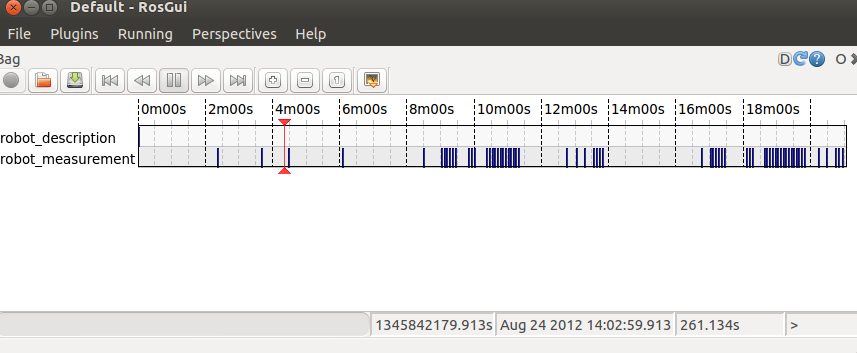 Default - RosGui
File Plugins Running Perspectives Help
Bag D ? O
0m00s 2m00s 4m00s 6m00s 8m00s 10m00s 12m00s 14m00s 16m00s 18m00s
robot_description
robot_measurement
1345842179.913s Aug 24 2012 14:02:59.913 261.134s >